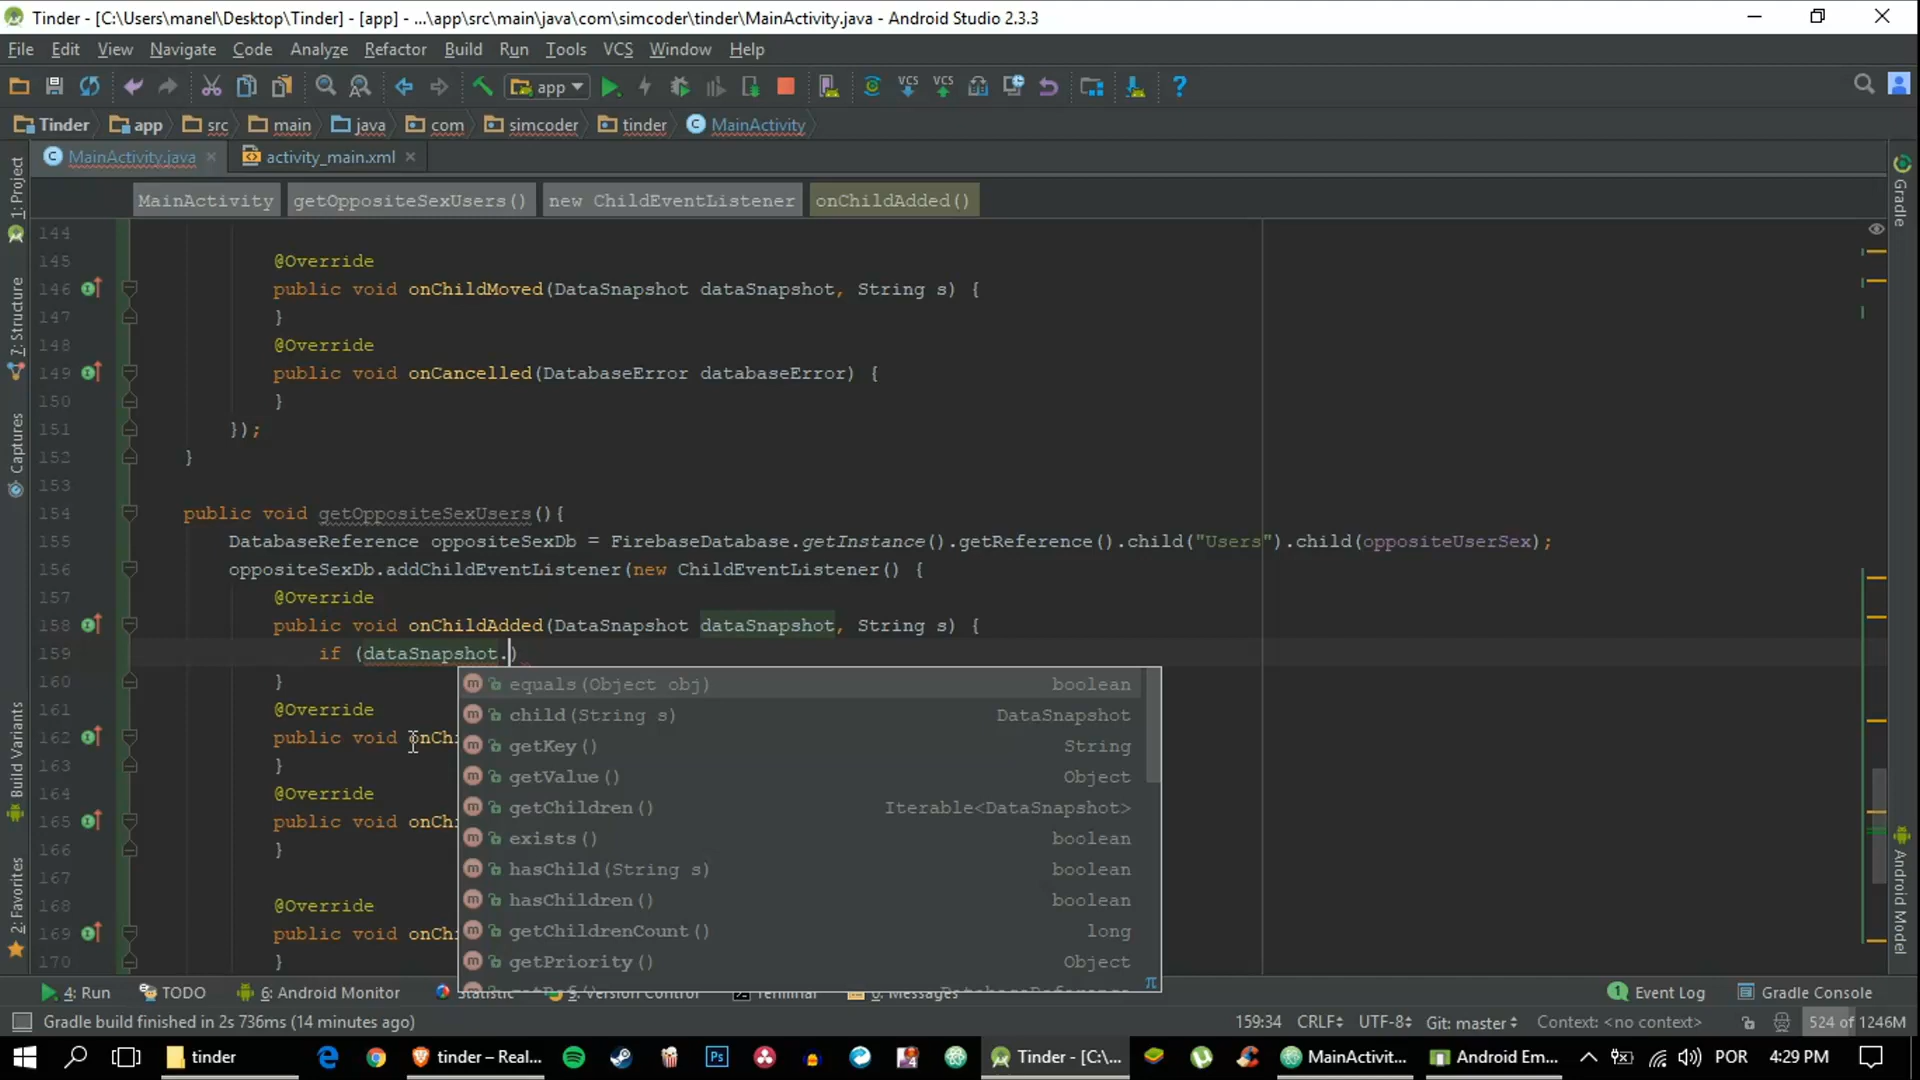 Tinder - [C:\Users\manel\Desktop\Tinder] - [app] - ...\app\src\main\java\com\simcoder\tinder\MainActivity.java - Android Studio 2.3.3
File Edit View Navigate Code Analyze Refactor Build Run Tools VCS Window Help
app
Tinder app src main java com simcoder tinder MainActivity
MainActivity.java activity_main.xml
MainActivity getOppositeSexUsers() new ChildEventListener onChildAdded()
144
145 @Override
146 public void onChildMoved(DataSnapshot dataSnapshot, String s) {
147 }
148 @Override
149 public void onCancelled(DatabaseError databaseError) {
150 }
151 });
152 }
153
154 public void getOppositeSexUsers(){
155 DatabaseReference oppositeSexDb = FirebaseDatabase.getInstance().getReference().child("Users").child(oppositeUserSex);
156 oppositeSexDb.addChildEventListener(new ChildEventListener() {
157 @Override
158 public void onChildAdded(DataSnapshot dataSnapshot, String s) {
159 if (dataSnapshot.)
160 }
161 @Override
162 public void onChi
163 }
164 @Override
165 public void onChi
166 }
167
168 @Override
169 public void onChi
170 }
equals(Object obj) boolean
child(String s) DataSnapshot
getKey() String
getValue() Object
getChildren() Iterable<DataSnapshot>
exists() boolean
hasChild(String s) boolean
hasChildren() boolean
getChildrenCount() long
getPriority() Object
1: Project
7: Structure
Captures
Build Variants
2: Favorites
Gradle
Android Model
4: Run TODO 6: Android Monitor Event Log Gradle Console
Gradle build finished in 2s 736ms (14 minutes ago) 159:34 CRLF UTF-8 Git: master Context: <no context> 524 of 1246M
tinder tinder – Real... Tinder - [C:\... MainActivit... Android Em... POR 4:29 PM